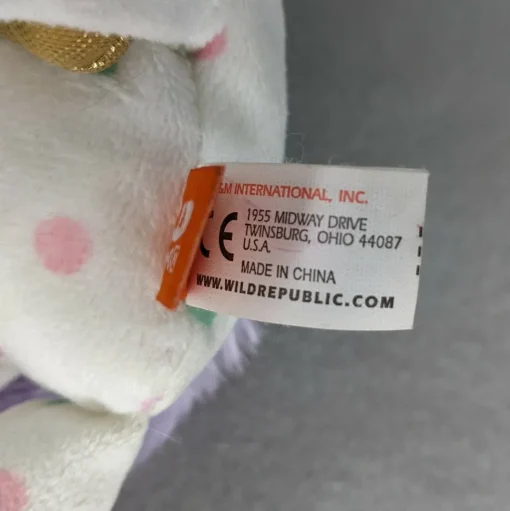 &M INTERNATIONAL, INC.
1955 MIDWAY DRIVE
TWINSBURG, OHIO 44087
U.S.A.
CE
MADE IN CHINA
WWW.WILDREPUBLIC.COM